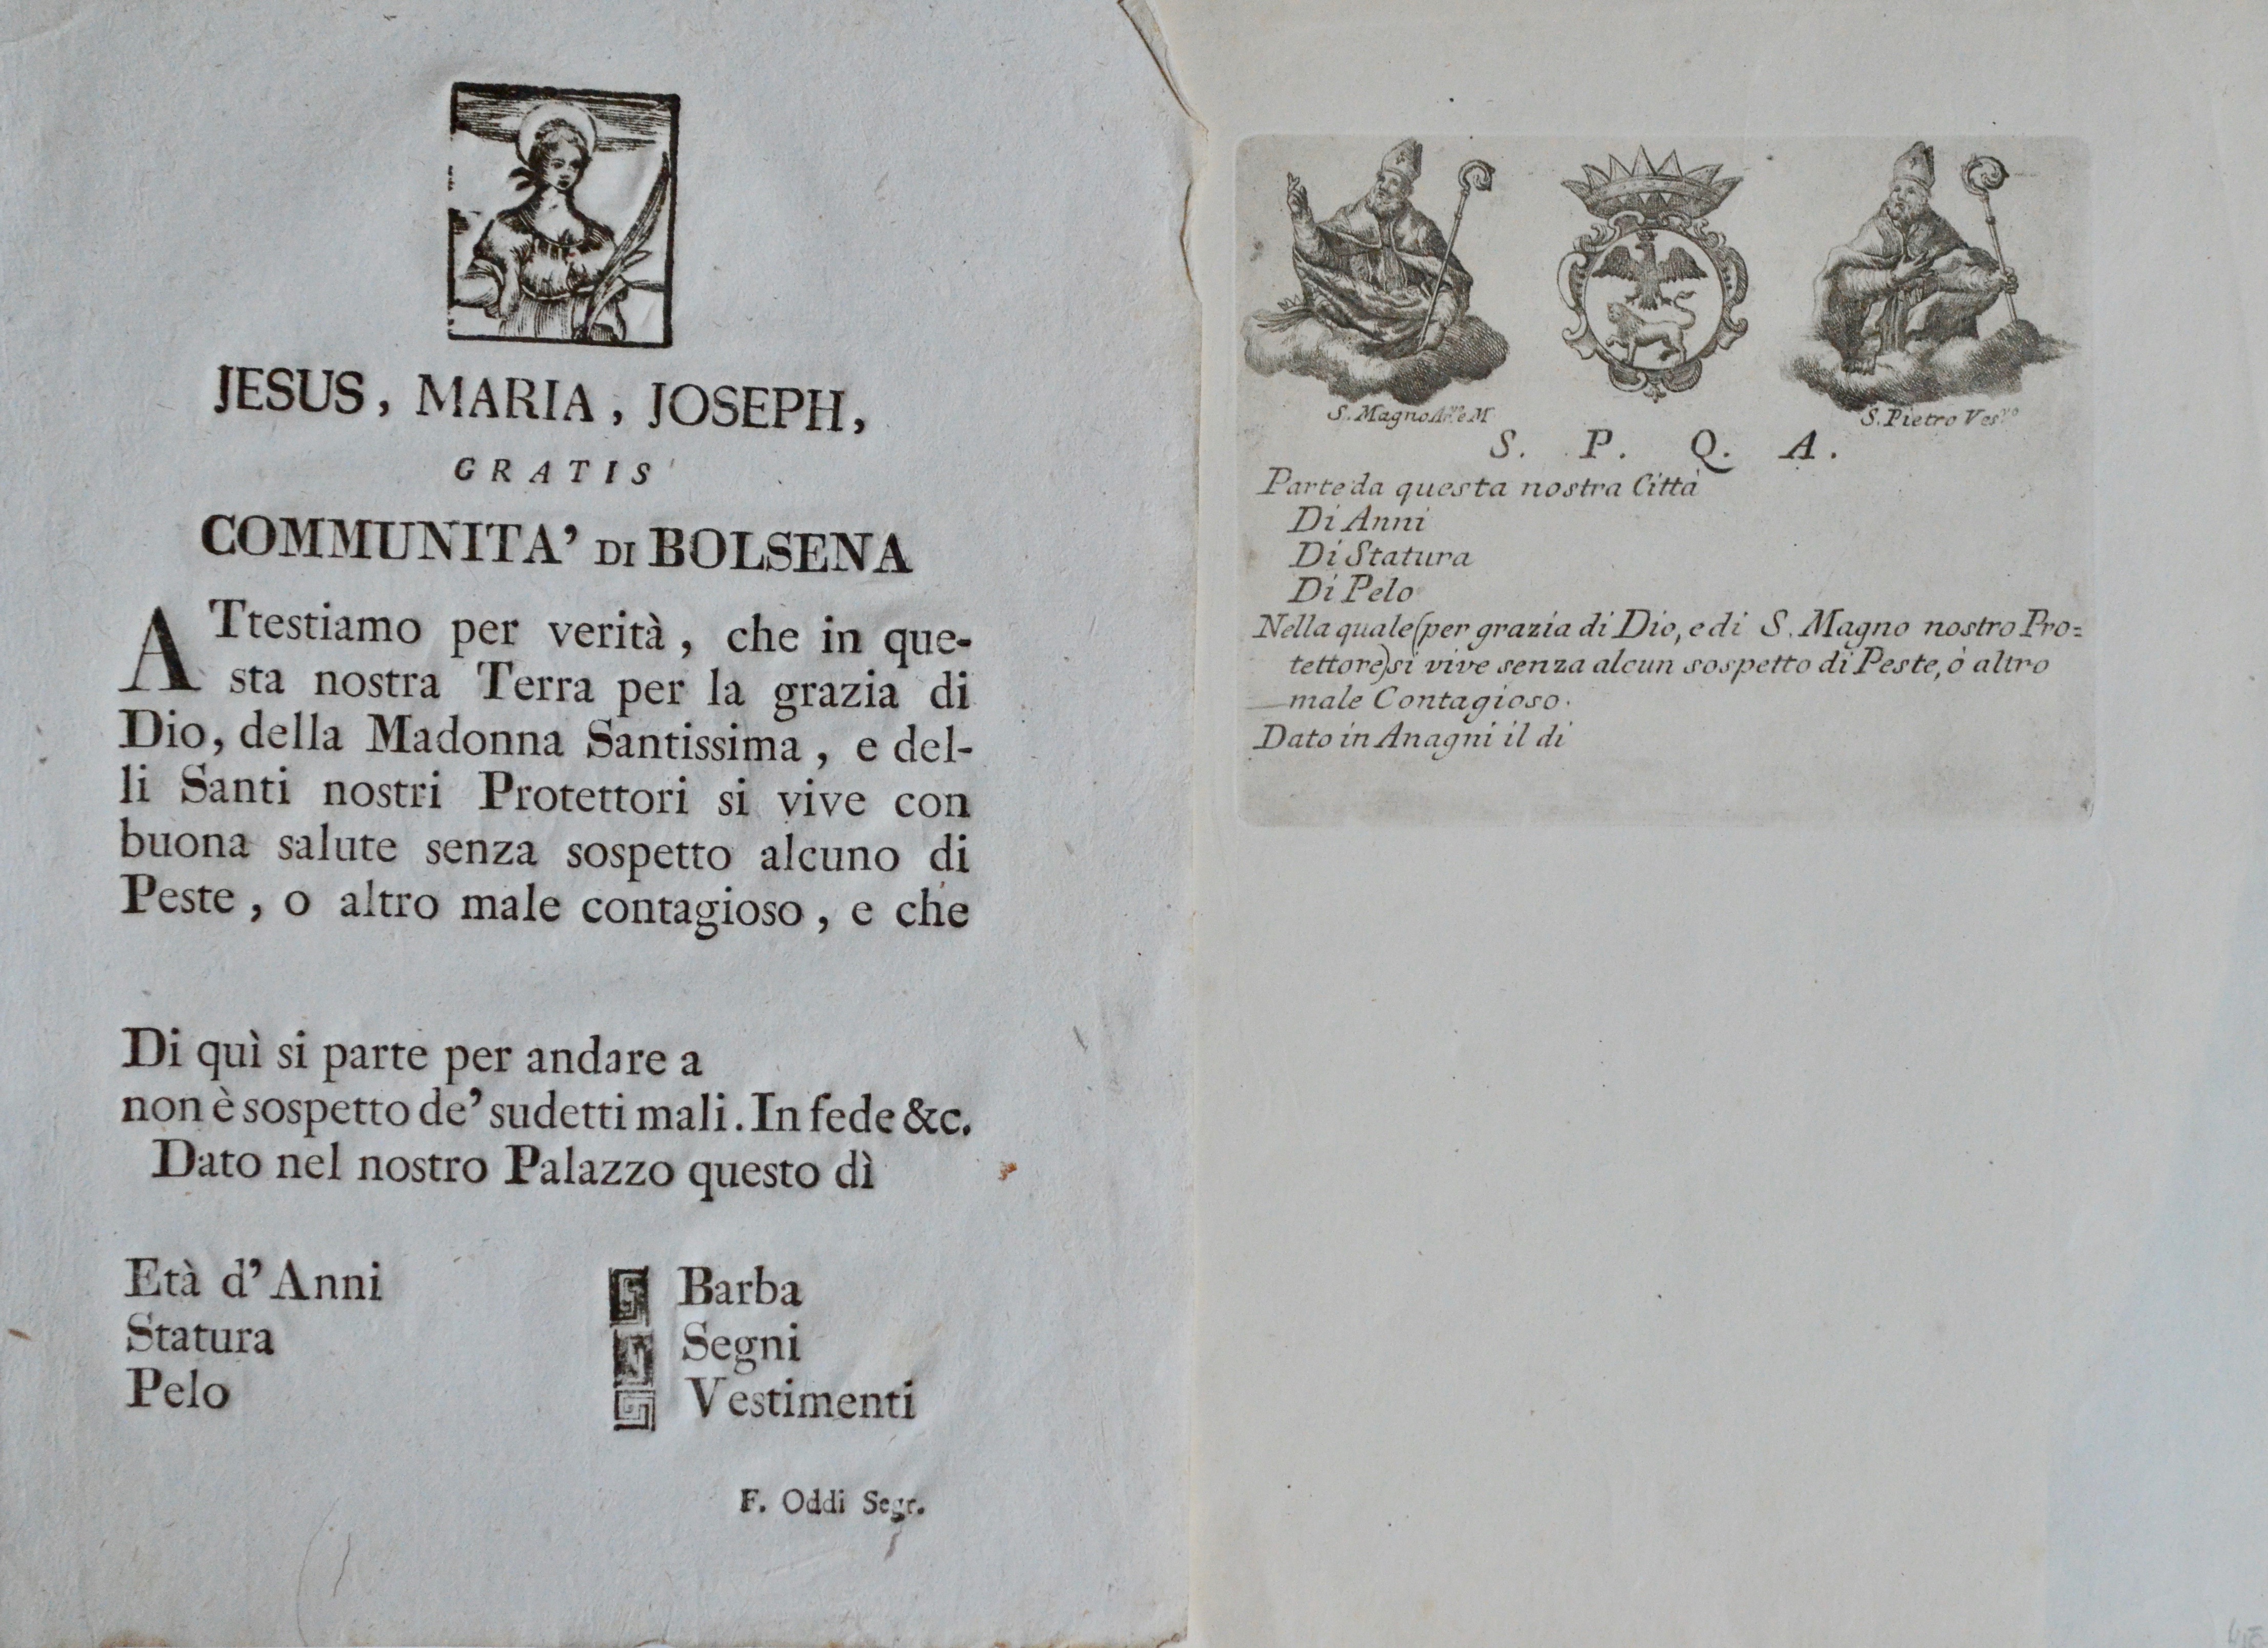 JESUS, MARIA, JOSEPH,
GRATIS
COMMUNITA' DI BOLSENA
ATtestiamo per verità, che in que-
sta nostra Terra per la grazia di
Dio, della Madonna Santissima, e del-
li Santi nostri Protettori si vive con
buona salute senza sospetto alcuno di
Peste, o altro male contagioso, e che
Di quì si parte per andare a
non è sospetto de' sudetti mali. In fede &c.
Dato nel nostro Palazzo questo dì
Età d'Anni
Statura
Pelo
Barba
Segni
Vestimenti
F. Oddi Segr.
S. Magno e M
S. Pietro Ves.vo
S. P. Q. A.
Parte da questa nostra Città
Di Anni
Di Statura
Di Pelo
Nella quale (per grazia di Dio, e di S. Magno nostro Pro=
tettore) si vive senza alcun sospetto di Peste, ò altro
male Contagioso.
Dato in Anagni il di